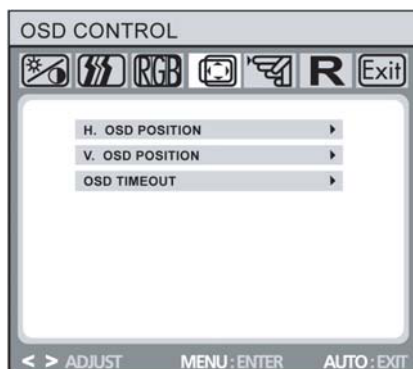 OSD CONTROL
RGB R Exit
H. OSD POSITION
V. OSD POSITION
OSD TIMEOUT
< > ADJUST MENU : ENTER AUTO : EXIT